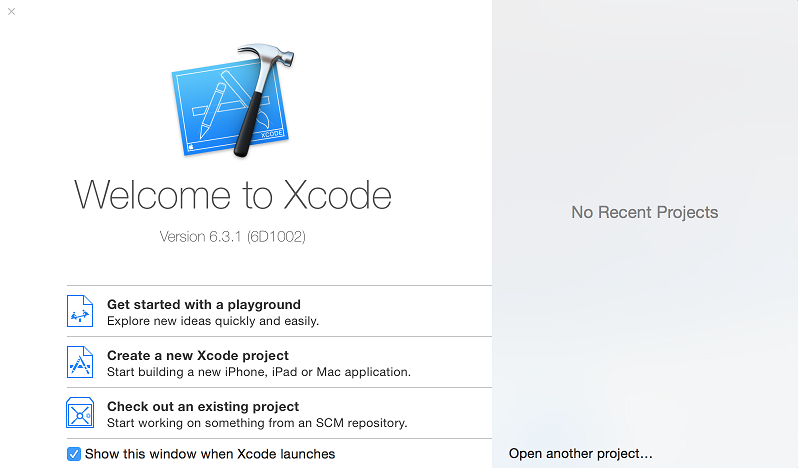 XCODE
Welcome to Xcode
Version 6.3.1 (6D1002)
Get started with a playground
Explore new ideas quickly and easily.
Create a new Xcode project
Start building a new iPhone, iPad or Mac application.
Check out an existing project
Start working on something from an SCM repository.
Show this window when Xcode launches
No Recent Projects
Open another project...